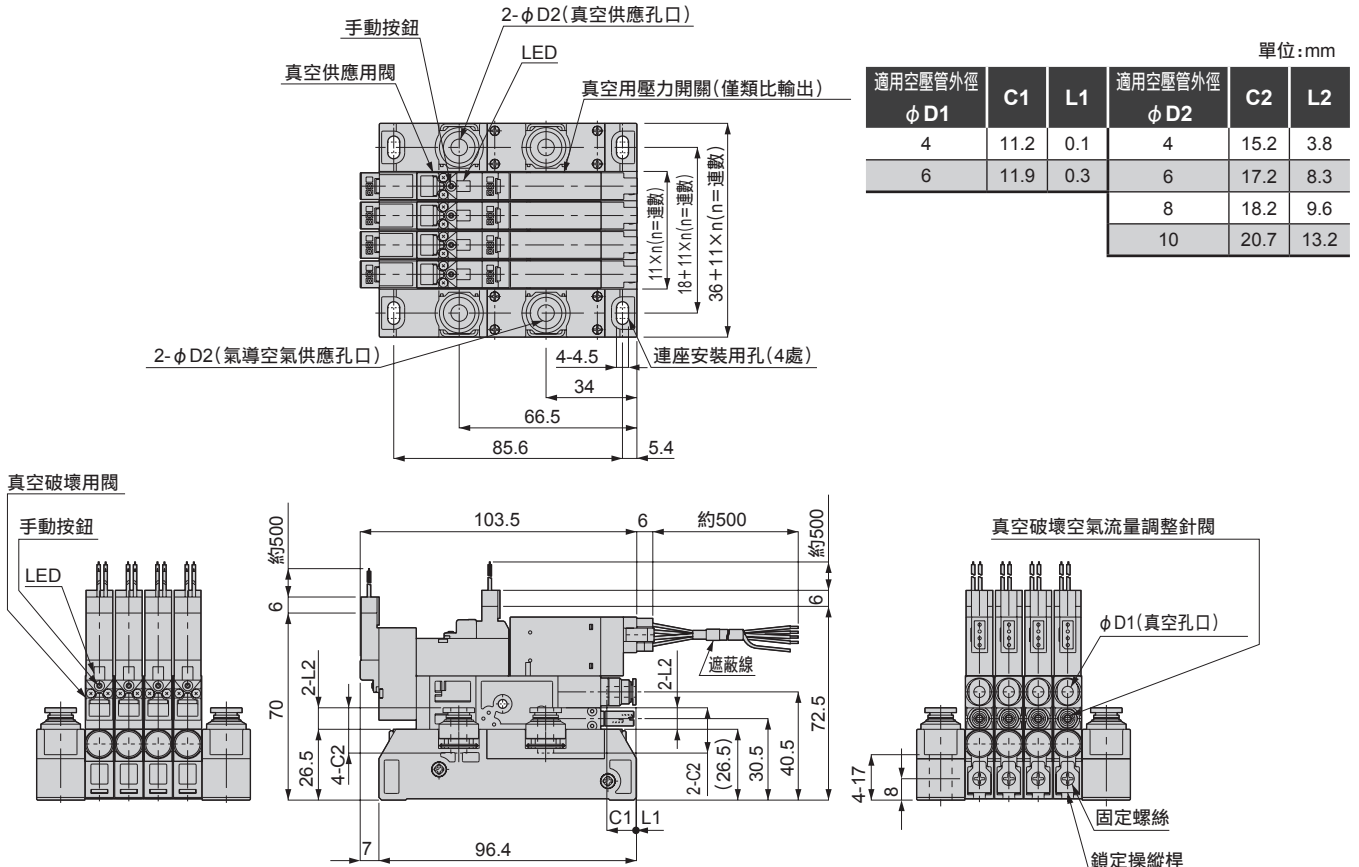 2-φD2(真空供應孔口)
手動按鈕
LED
真空供應用閥
真空用壓力開關(僅類比輸出)
11×n(n=連數)
18+11×n(n=連數)
36+11×n(n=連數)
2-φD2(氣導空氣供應孔口)
4-4.5
連座安裝用孔(4處)
34
66.5
85.6
5.4
單位:mm
適用空壓管外徑 φD1 C1 L1 適用空壓管外徑 φD2 C2 L2
4 11.2 0.1 4 15.2 3.8
6 11.9 0.3 6 17.2 8.3
8 18.2 9.6
10 20.7 13.2
真空破壞用閥
手動按鈕
LED
103.5
6
約500
約500
6
70
2-L2
26.5
4-C2
約500
6
遮蔽線
2-L2
2-C2
(26.5)
30.5
40.5
72.5
C1
L1
7
96.4
真空破壞空氣流量調整針閥
φD1(真空孔口)
4-17
8
固定螺絲
鎖定操縱桿